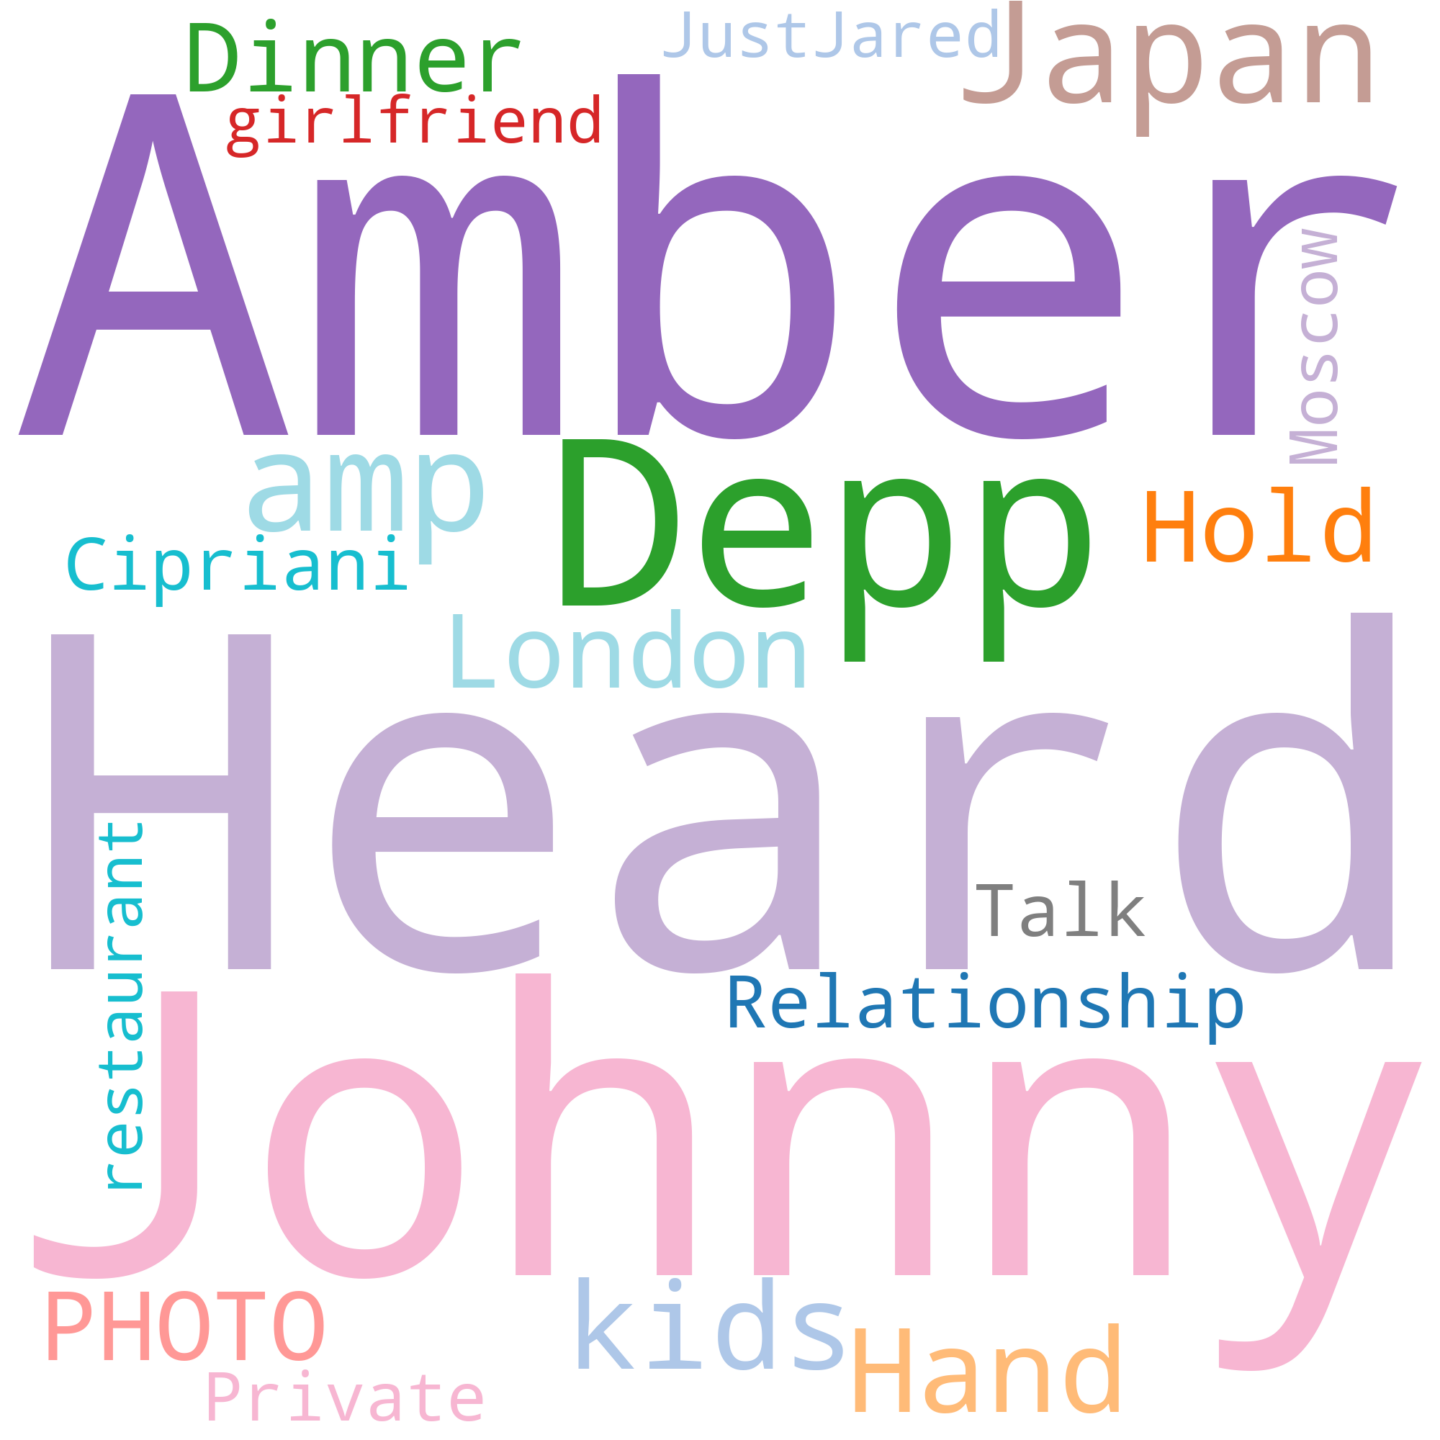 Dinner
JustJared
Japan
girlfriend
Amber
Moscow
amp
Depp
Hold
Cipriani
London
Heard
restaurant
Talk
Relationship
Johnny
PHOTO
kids
Hand
Private